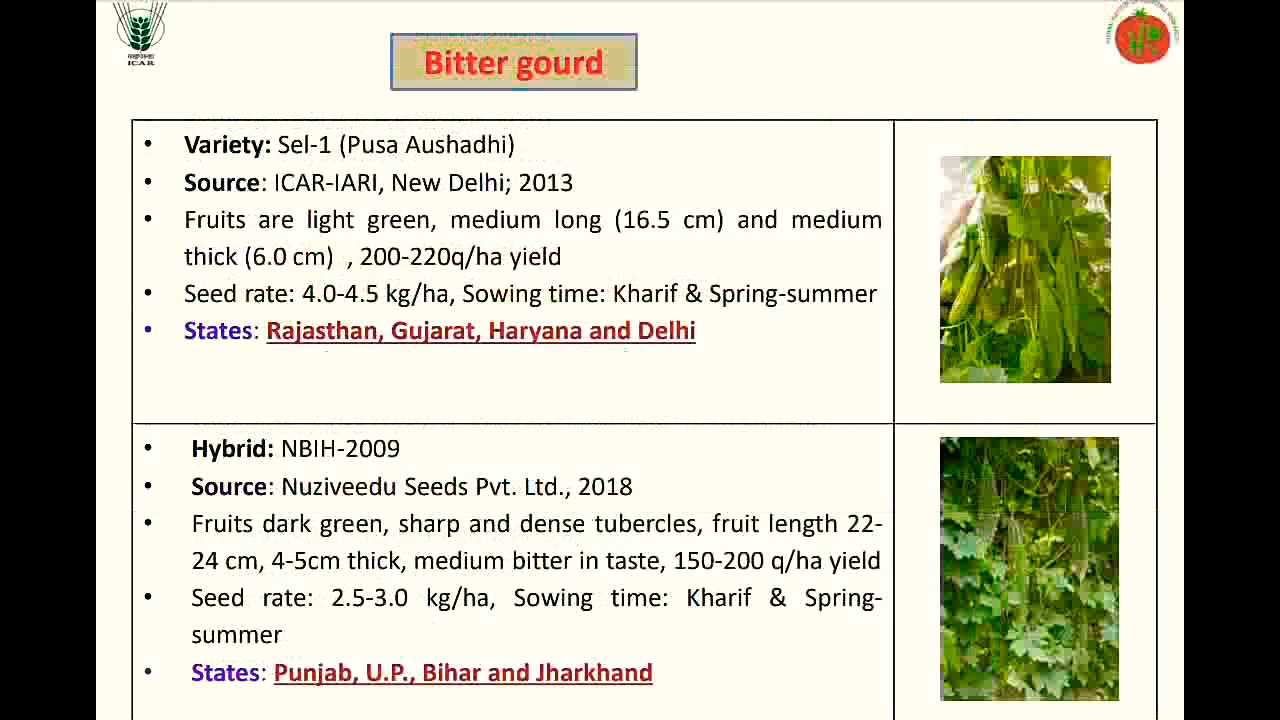 ICAR
Bitter gourd
• Variety: Sel-1 (Pusa Aushadhi)
• Source: ICAR-IARI, New Delhi; 2013
• Fruits are light green, medium long (16.5 cm) and medium
thick (6.0 cm) , 200-220q/ha yield
• Seed rate: 4.0-4.5 kg/ha, Sowing time: Kharif & Spring-summer
• States: Rajasthan, Gujarat, Haryana and Delhi
• Hybrid: NBIH-2009
• Source: Nuziveedu Seeds Pvt. Ltd., 2018
• Fruits dark green, sharp and dense tubercles, fruit length 22-
24 cm, 4-5cm thick, medium bitter in taste, 150-200 q/ha yield
• Seed rate: 2.5-3.0 kg/ha, Sowing time: Kharif & Spring-
summer
• States: Punjab, U.P., Bihar and Jharkhand